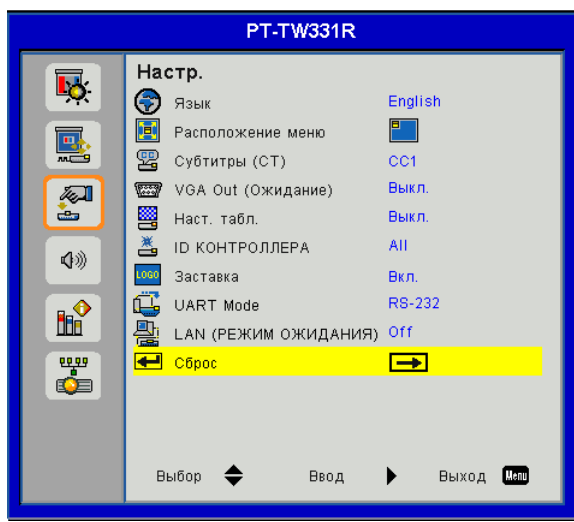 PT-TW331R
Настр.
Язык English
Расположение меню
Субтитры (CT) CC1
VGA Out (Ожидание) Выкл.
Наст. табл. Выкл.
ID КОНТРОЛЛЕРА All
LOGO Заставка Вкл.
UART Mode RS-232
LAN (РЕЖИМ ОЖИДАНИЯ) Off
Сброс
Выбор Ввод Выход Menu